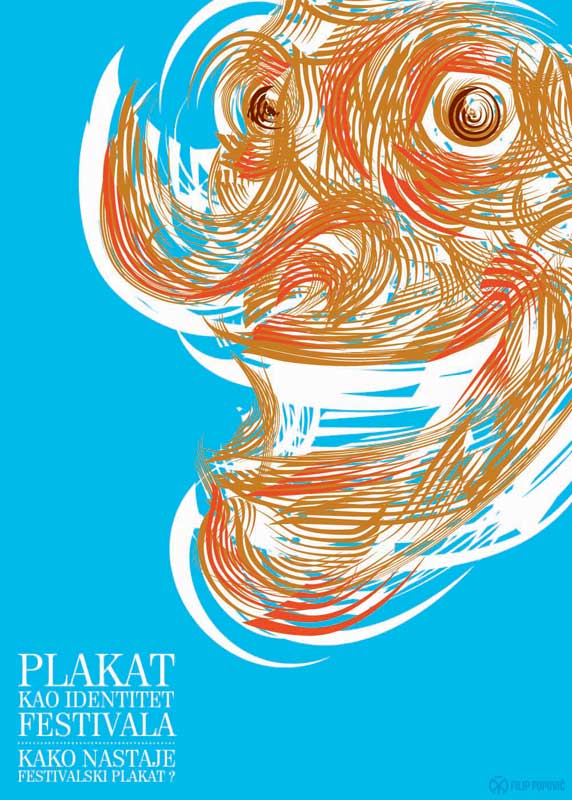 PLAKAT
KAO IDENTITET
FESTIVALA
KAKO NASTAJE
FESTIVALSKI PLAKAT ?
FILIP POPOVIĆ